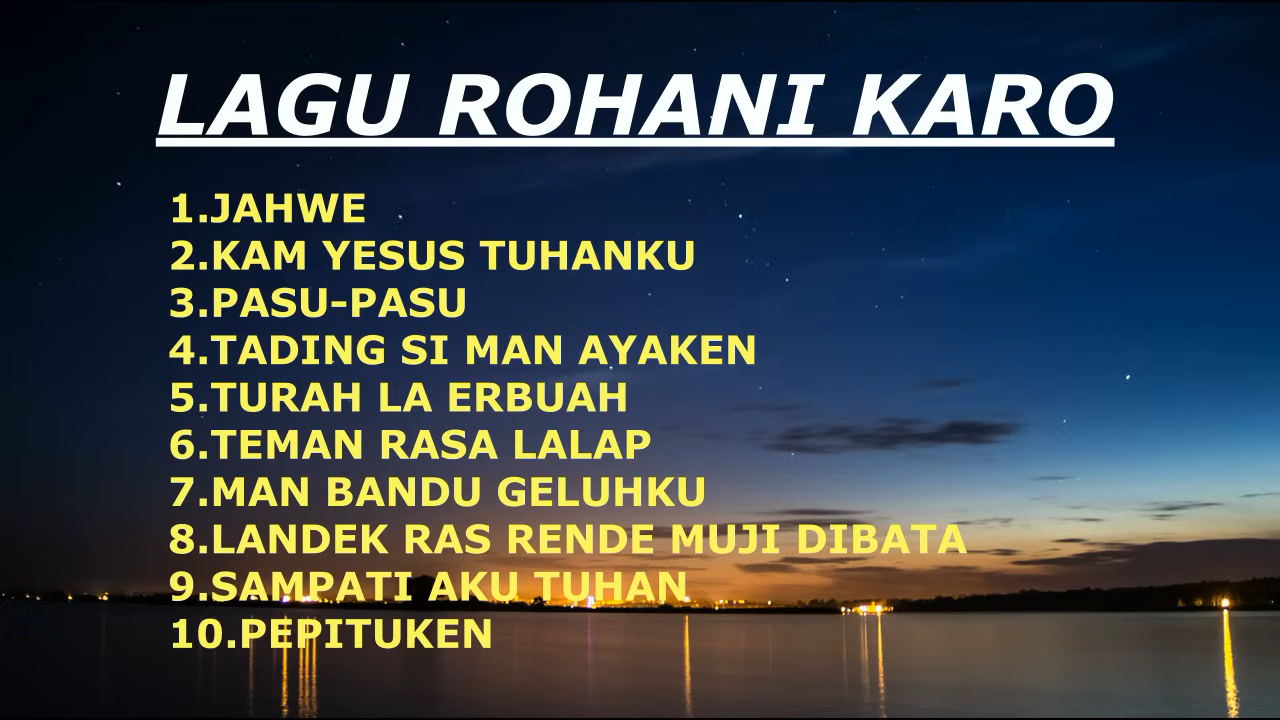 LAGU ROHANI KARO
1.JAHWE
2.KAM YESUS TUHANKU
3.PASU-PASU
4.TADING SI MAN AYAKEN
5.TURAH LA ERBUAH
6.TEMAN RASA LALAP
7.MAN BANDU GELUHKU
8.LANDEK RAS RENDE MUJI DIBATA
9.SAMPATI AKU TUHAN
10.PEPITUKEN